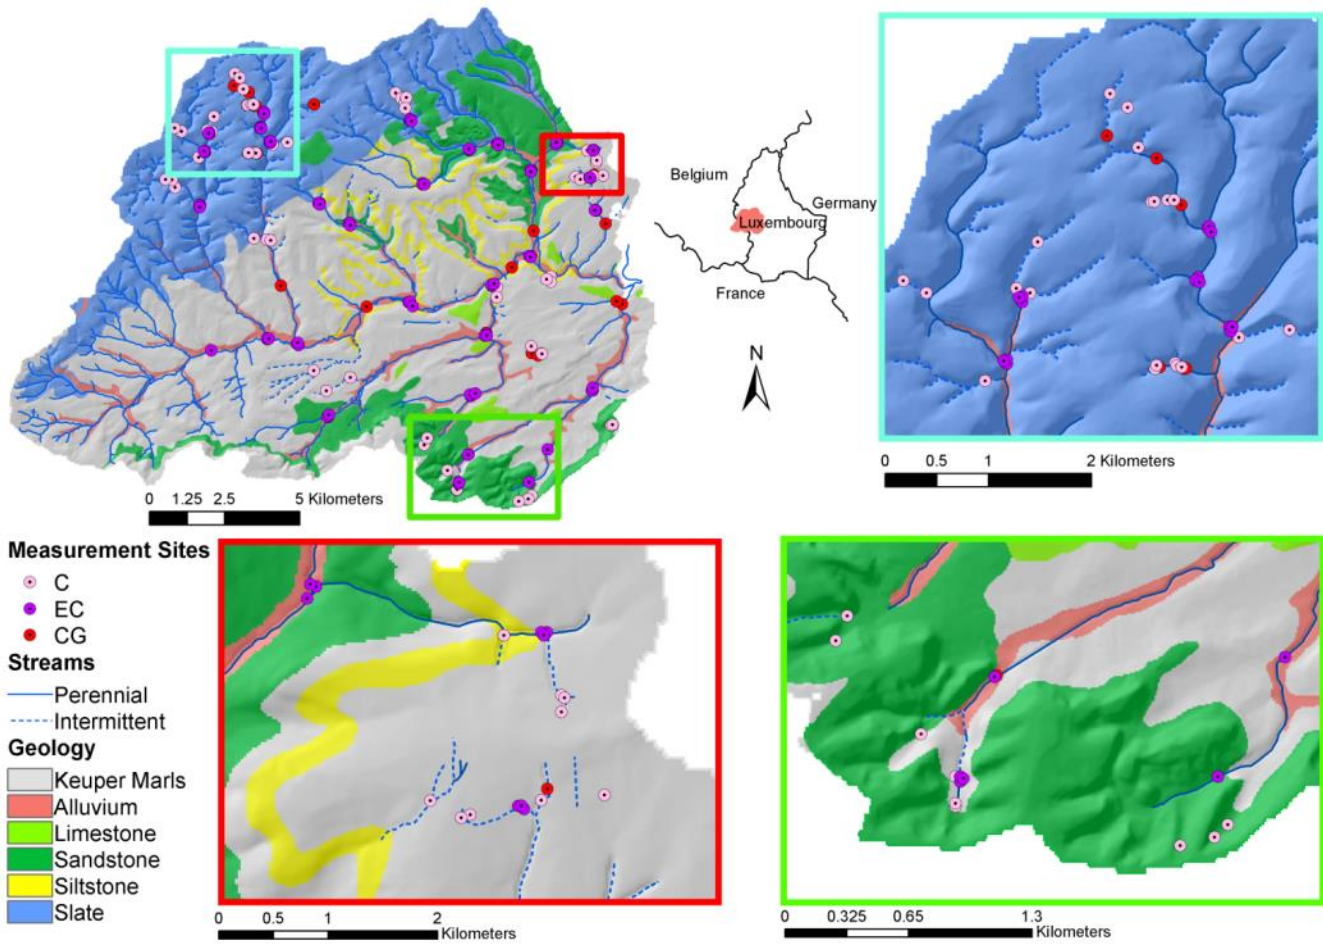 Belgium
Germany
Luxembourg
France
N
0 1.25 2.5 5 Kilometers
0 0.5 1 2 Kilometers
Measurement Sites
C
EC
CG
Streams
Perennial
Intermittent
Geology
Keuper Marls
Alluvium
Limestone
Sandstone
Siltstone
Slate
0 0.5 1 2
Kilometers
0 0.325 0.65 1.3
Kilometers